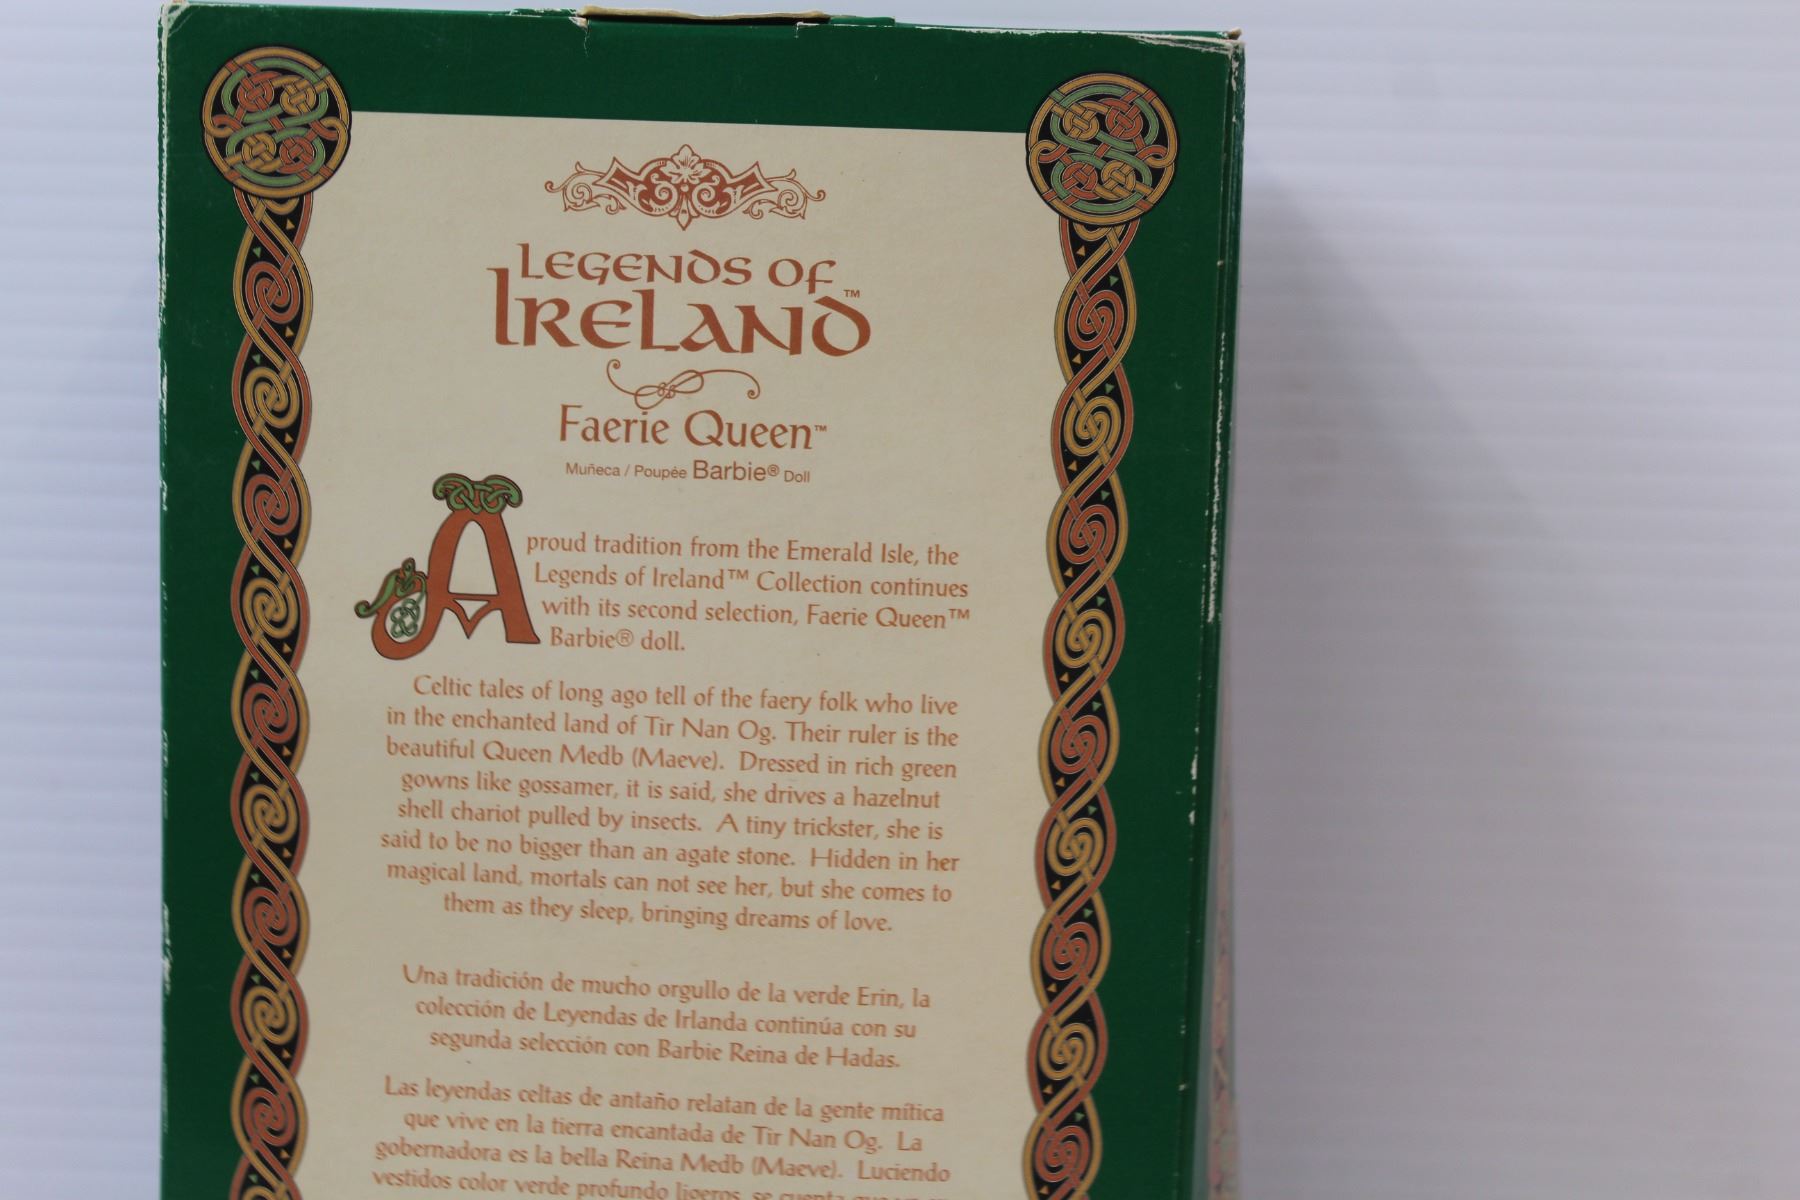 LEGENDS OF
IRELAND™
Faerie Queen™
Muñeca / Poupée Barbie® Doll
A proud tradition from the Emerald Isle, the
Legends of Ireland™ Collection continues
with its second selection, Faerie Queen™
Barbie® doll.
Celtic tales of long ago tell of the faery folk who live
in the enchanted land of Tir Nan Og. Their ruler is the
beautiful Queen Medb (Maeve). Dressed in rich green
gowns like gossamer, it is said, she drives a hazelnut
shell chariot pulled by insects. A tiny trickster, she is
said to be no bigger than an agate stone. Hidden in her
magical land, mortals can not see her, but she comes to
them as they sleep, bringing dreams of love.
Una tradición de mucho orgullo de la verde Erin, la
colección de Leyendas de Irlanda continúa con su
segunda selección con Barbie Reina de Hadas.
Las leyendas celtas de antaño relatan de la gente mítica
que vive en la tierra encantada de Tir Nan Og. La
gobernadora es la bella Reina Medb (Maeve). Luciendo
vestidos color verde profundo ligeros, se cuenta